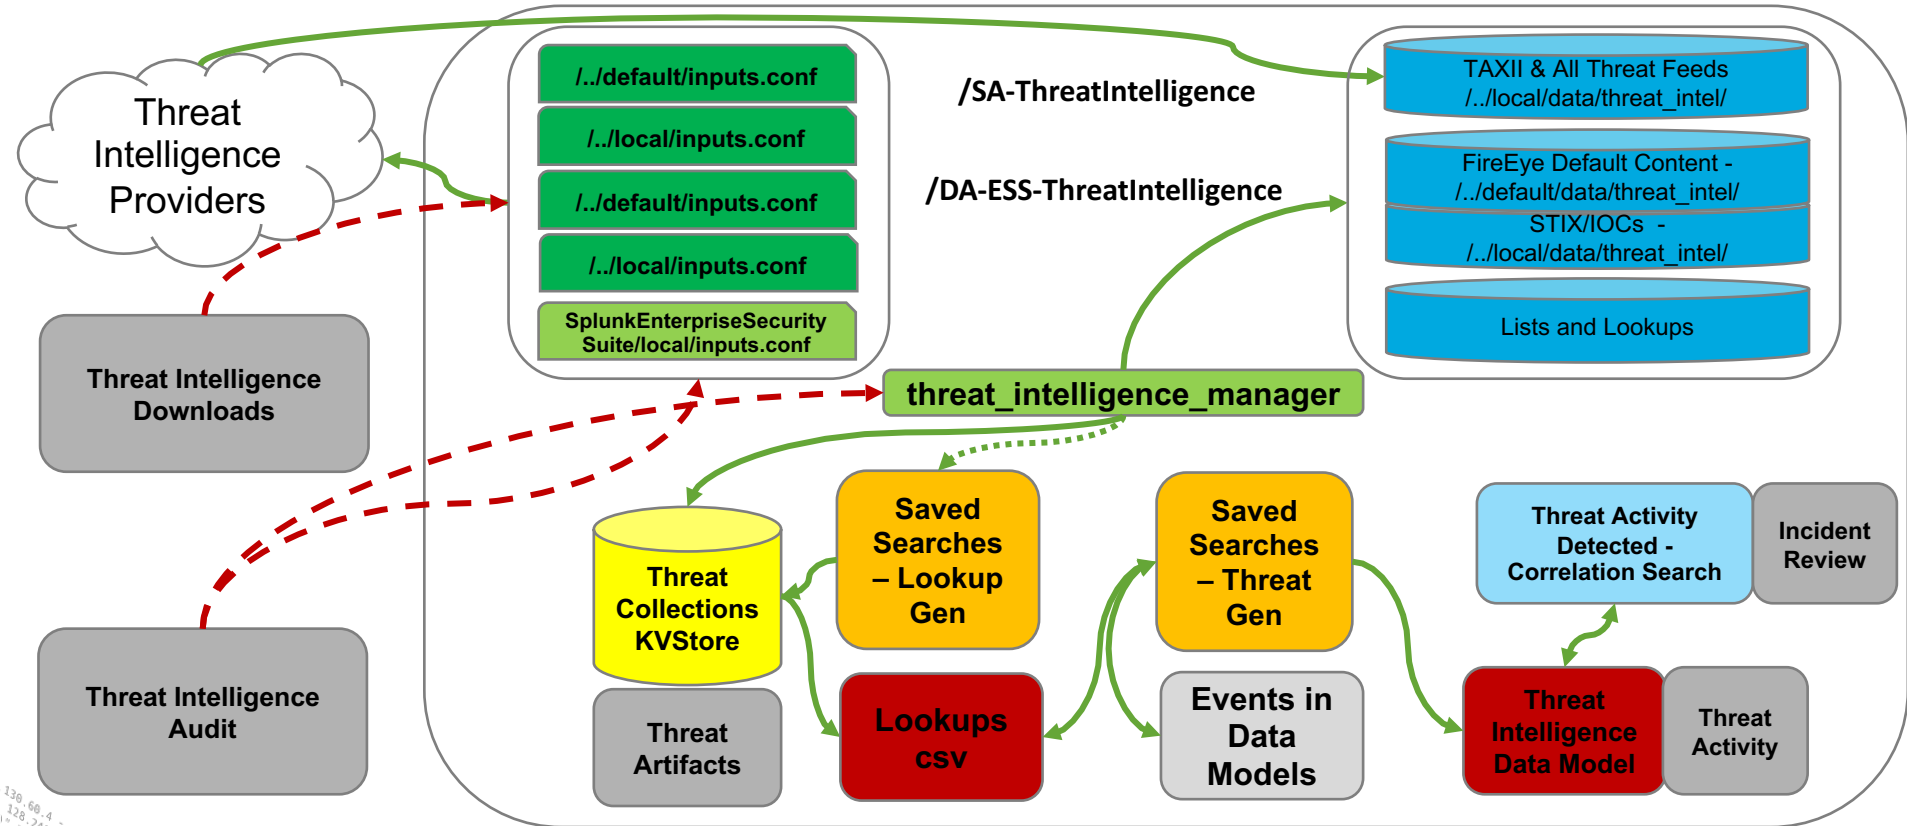 Threat
Intelligence
Providers
/../default/inputs.conf
/../local/inputs.conf
/../default/inputs.conf
/../local/inputs.conf
SplunkEnterpriseSecurity
Suite/local/inputs.conf
/SA-ThreatIntelligence
/DA-ESS-ThreatIntelligence
TAXII & All Threat Feeds
/../local/data/threat_intel/
FireEye Default Content -
/../default/data/threat_intel/
STIX/IOCs -
/../local/data/threat_intel/
Lists and Lookups
Threat Intelligence
Downloads
threat_intelligence_manager
Threat Intelligence
Audit
Threat
Collections
KVStore
Saved
Searches
– Lookup
Gen
Saved
Searches
– Threat
Gen
Threat Activity
Detected -
Correlation Search
Incident
Review
Threat
Artifacts
Lookups
csv
Events in
Data
Models
Threat
Intelligence
Data Model
Threat
Activity
130.60.4